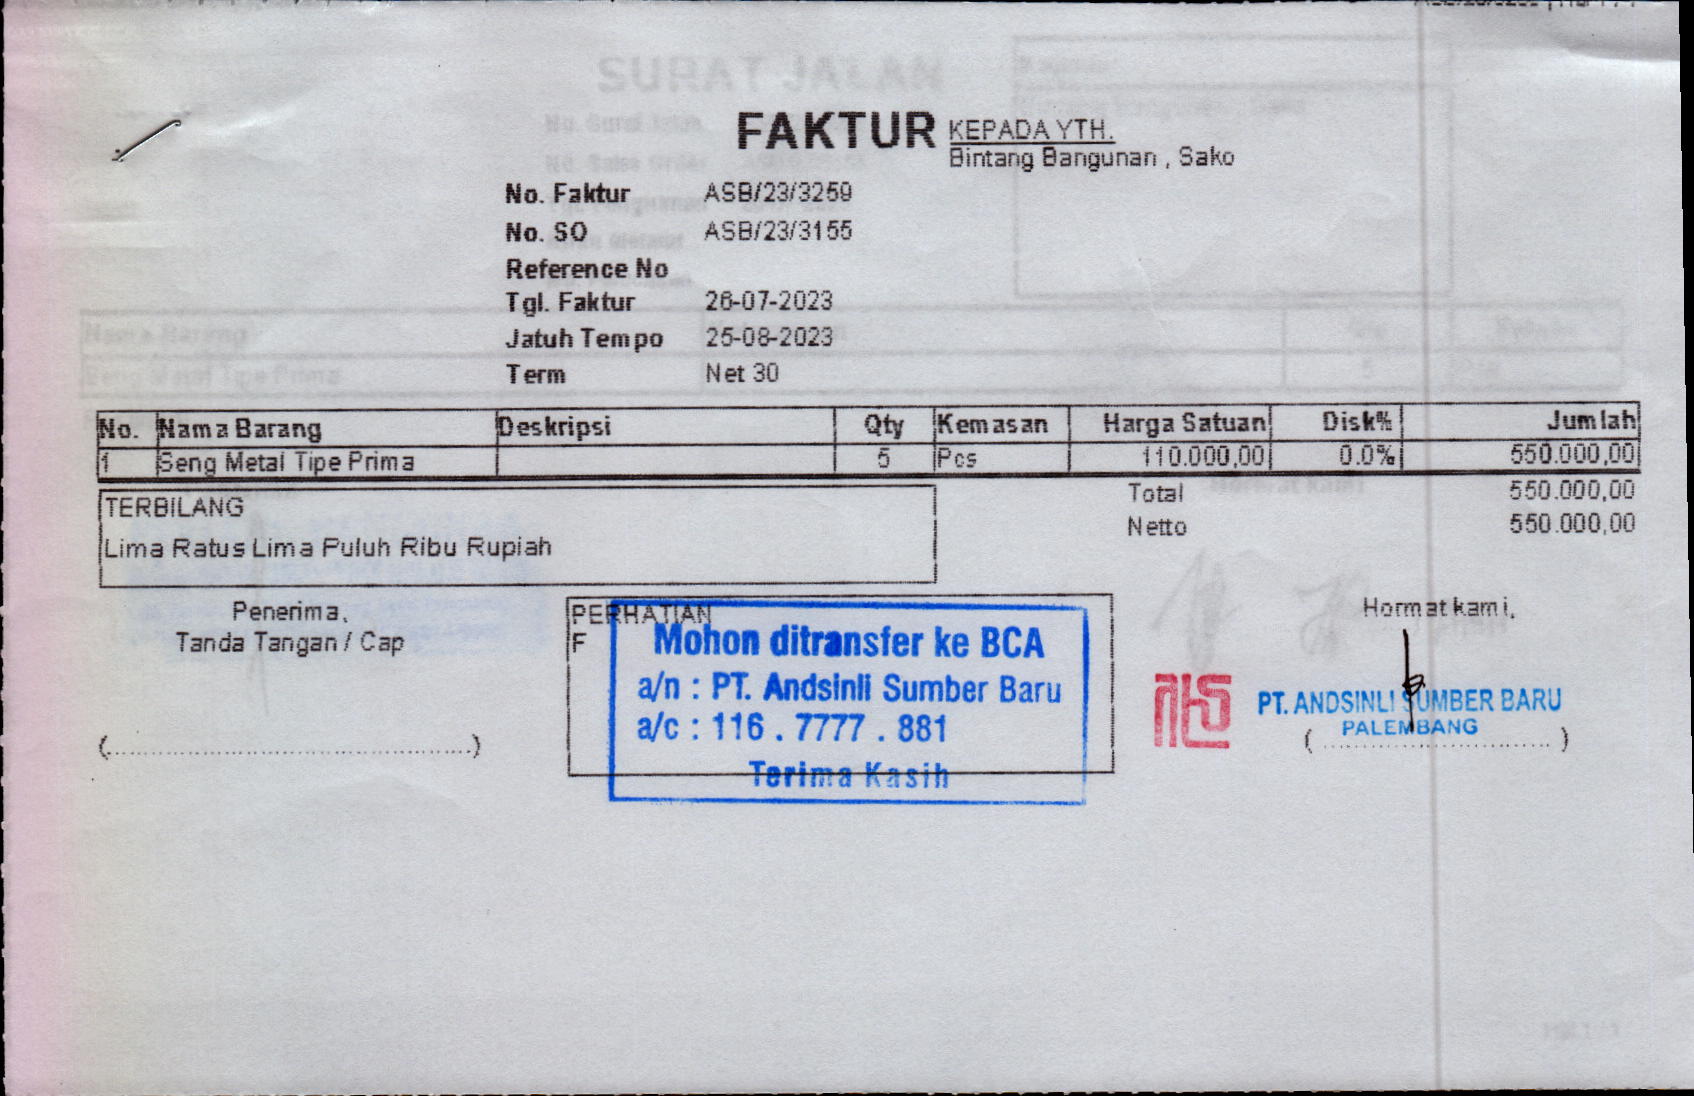 SURAT JALAN
FAKTUR
KEPADA YTH.
Bintang Bangunan , Sako
No. Faktur ASB/23/3259
No. SO ASB/23/3155
Reference No
Tgl. Faktur 26-07-2023
Jatuh Tempo 25-08-2023
Term Net 30
No. Nama Barang Deskripsi Qty Kemasan Harga Satuan Disk% Jumlah
1 Seng Metal Tipe Prima 5 Pcs 110.000,00 0.0% 550.000,00
Total 550.000,00
Netto 550.000,00
TERBILANG
Lima Ratus Lima Puluh Ribu Rupiah
Penerima,
Tanda Tangan / Cap
(..........................................)
PERHATIAN
F
Mohon ditransfer ke BCA
a/n : PT. Andsinli Sumber Baru
a/c : 116 . 7777 . 881
Terima Kasih
Hormat kami,
PT. ANDSINLI SUMBER BARU
PALEMBANG
( .......................... )